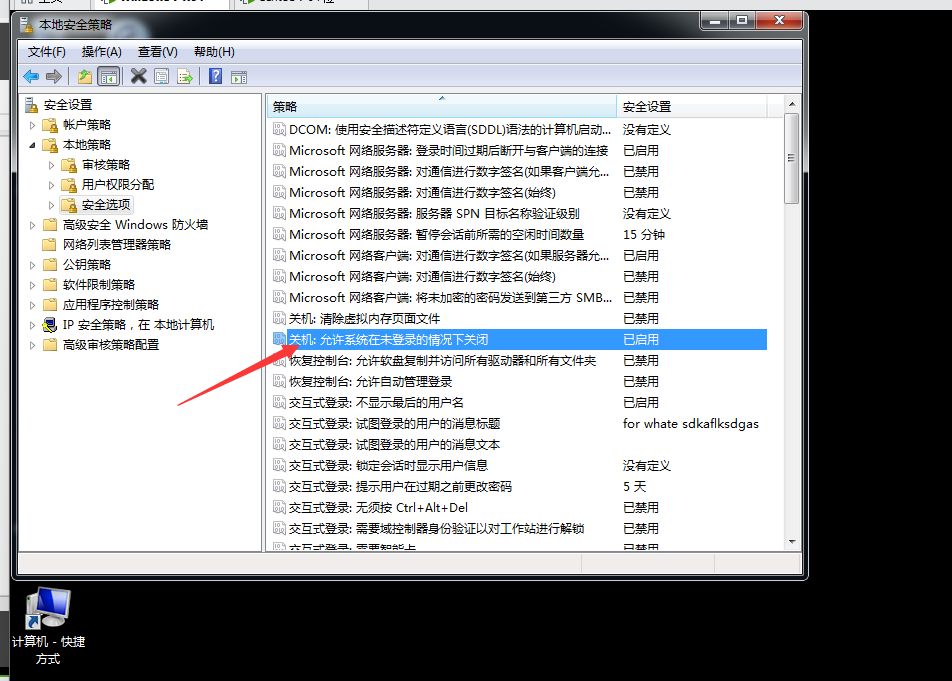 本地安全策略
文件(F) 操作(A) 查看(V) 帮助(H)
安全设置
帐户策略
本地策略
审核策略
用户权限分配
安全选项
高级安全 Windows 防火墙
网络列表管理器策略
公钥策略
软件限制策略
应用程序控制策略
IP 安全策略，在 本地计算机
高级审核策略配置
策略 安全设置
DCOM: 使用安全描述符定义语言(SDDL)语法的计算机启动... 没有定义
Microsoft 网络服务器: 登录时间过期后断开与客户端的连接 已启用
Microsoft 网络服务器: 对通信进行数字签名(如果客户端允... 已禁用
Microsoft 网络服务器: 对通信进行数字签名(始终) 已禁用
Microsoft 网络服务器: 服务器 SPN 目标名称验证级别 没有定义
Microsoft 网络服务器: 暂停会话前所需的空闲时间数量 15 分钟
Microsoft 网络客户端: 对通信进行数字签名(如果服务器允... 已启用
Microsoft 网络客户端: 对通信进行数字签名(始终) 已禁用
Microsoft 网络客户端: 将未加密的密码发送到第三方 SMB... 已禁用
关机: 清除虚拟内存页面文件 已禁用
关机: 允许系统在未登录的情况下关闭 已启用
恢复控制台: 允许软盘复制并访问所有驱动器和所有文件夹 已禁用
恢复控制台: 允许自动管理登录 已禁用
交互式登录: 不显示最后的用户名 已启用
交互式登录: 试图登录的用户的消息标题 for whate sdkaflksdgas
交互式登录: 试图登录的用户的消息文本
交互式登录: 锁定会话时显示用户信息 没有定义
交互式登录: 提示用户在过期之前更改密码 5 天
交互式登录: 无须按 Ctrl+Alt+Del 已禁用
交互式登录: 需要域控制器身份验证以对工作站进行解锁 已禁用
交互式登录: 需要智能卡 已禁用
计算机 - 快捷
方式